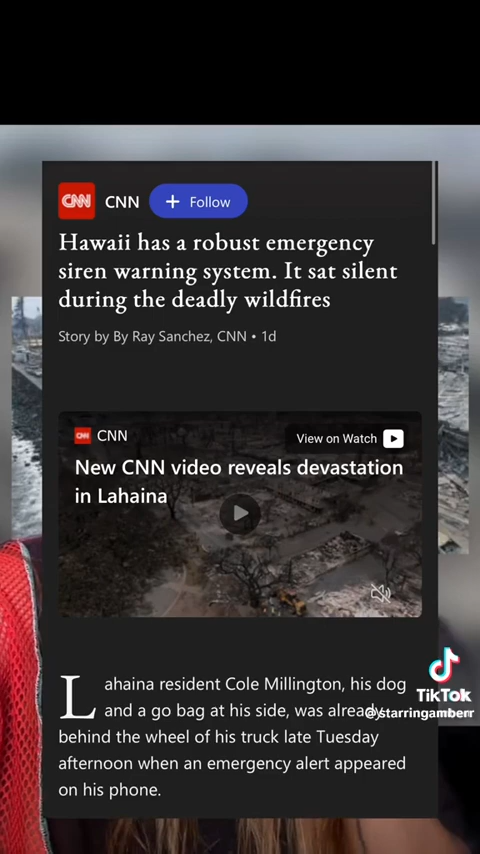 CNN
CNN
+ Follow
Hawaii has a robust emergency
siren warning system. It sat silent
during the deadly wildfires
Story by By Ray Sanchez, CNN • 1d
CNN
CNN
View on Watch
New CNN video reveals devastation
in Lahaina
Lahaina resident Cole Millington, his dog
and a go bag at his side, was already
behind the wheel of his truck late Tuesday
afternoon when an emergency alert appeared
on his phone.
TikTok
@starringamberr